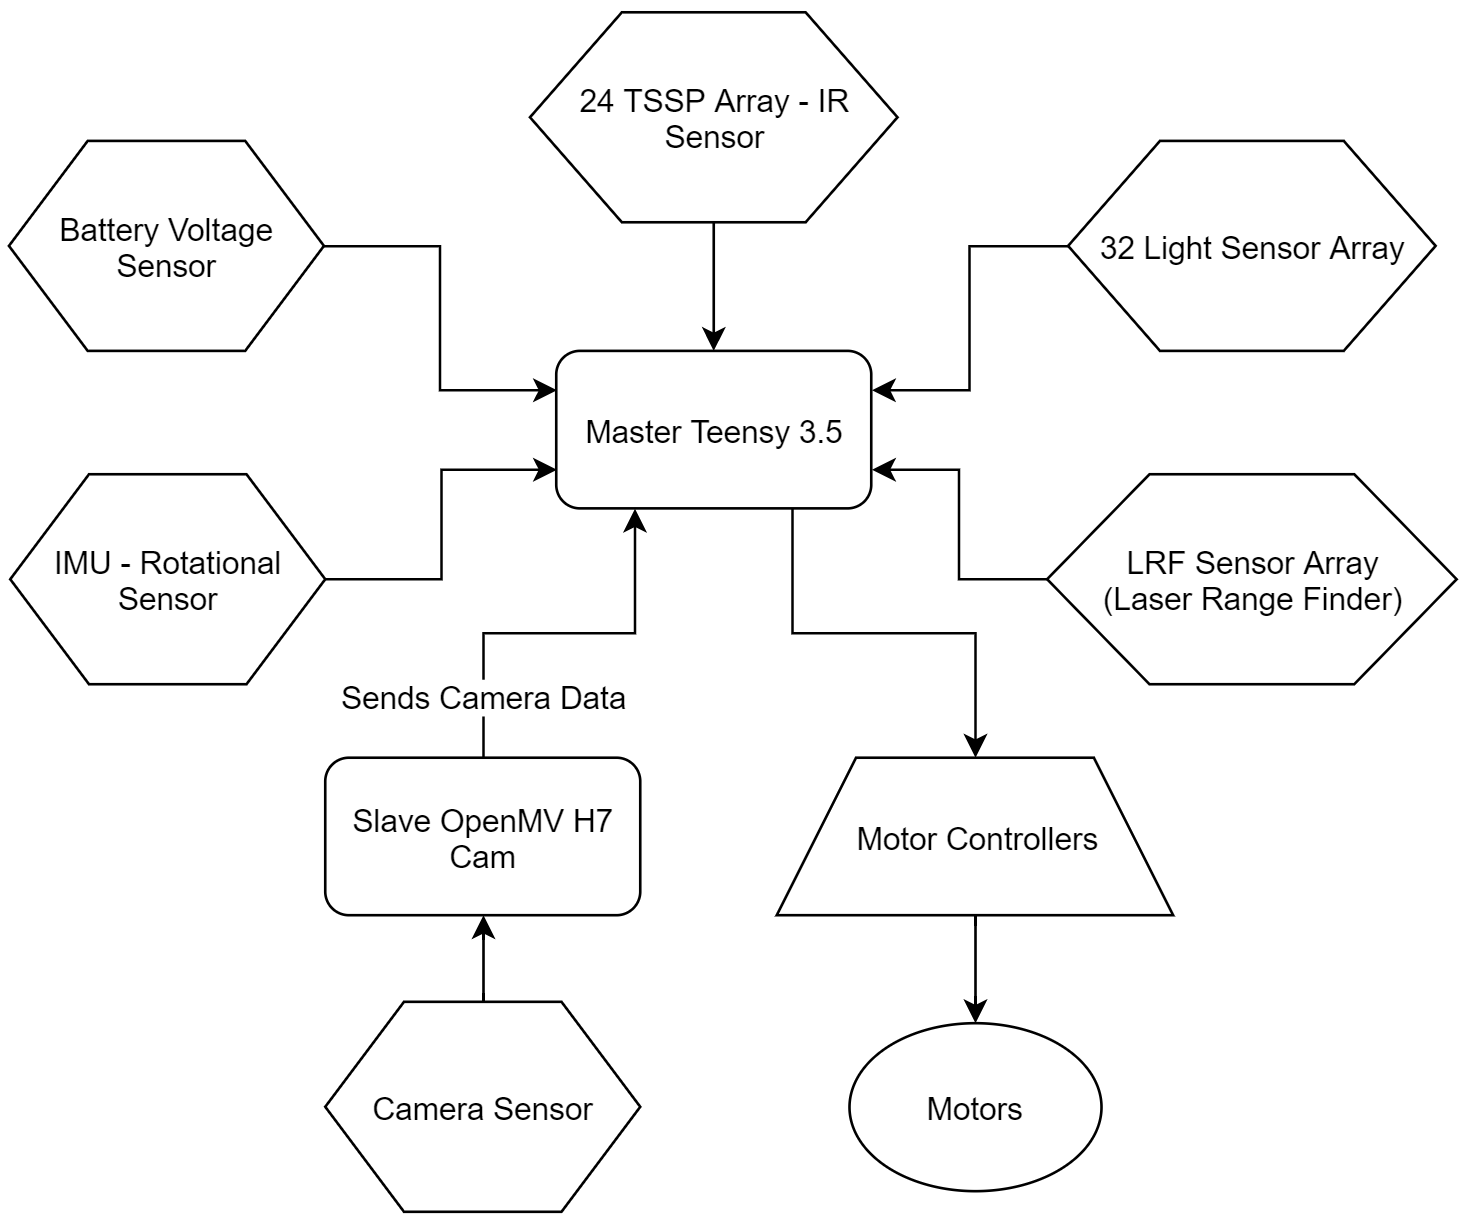 24 TSSP Array - IR
Sensor
Battery Voltage
Sensor
32 Light Sensor Array
Master Teensy 3.5
IMU - Rotational
Sensor
LRF Sensor Array
(Laser Range Finder)
Sends Camera Data
Slave OpenMV H7
Cam
Motor Controllers
Camera Sensor
Motors